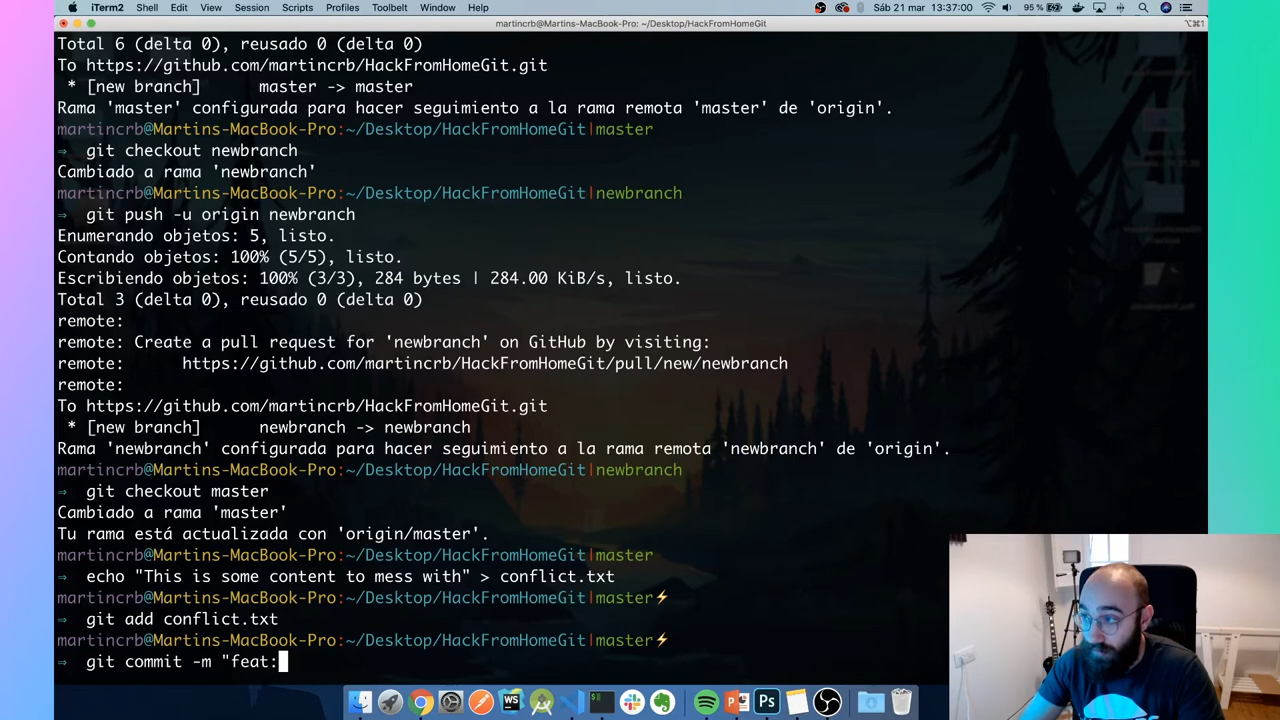 iTerm2 Shell Edit View Session Scripts Profiles Toolbelt Window Help 95 % Sáb 21 mar 13:37:00
martincrb@Martins-MacBook-Pro: ~/Desktop/HackFromHomeGit ⌥⌘1
Total 6 (delta 0), reusado 0 (delta 0)
To https://github.com/martincrb/HackFromHomeGit.git
* [new branch] master -> master
Rama 'master' configurada para hacer seguimiento a la rama remota 'master' de 'origin'.
martincrb@Martins-MacBook-Pro:~/Desktop/HackFromHomeGit|master
⇒ git checkout newbranch
Cambiado a rama 'newbranch'
martincrb@Martins-MacBook-Pro:~/Desktop/HackFromHomeGit|newbranch
⇒ git push -u origin newbranch
Enumerando objetos: 5, listo.
Contando objetos: 100% (5/5), listo.
Escribiendo objetos: 100% (3/3), 284 bytes | 284.00 KiB/s, listo.
Total 3 (delta 0), reusado 0 (delta 0)
remote:
remote: Create a pull request for 'newbranch' on GitHub by visiting:
remote: https://github.com/martincrb/HackFromHomeGit/pull/new/newbranch
remote:
To https://github.com/martincrb/HackFromHomeGit.git
* [new branch] newbranch -> newbranch
Rama 'newbranch' configurada para hacer seguimiento a la rama remota 'newbranch' de 'origin'.
martincrb@Martins-MacBook-Pro:~/Desktop/HackFromHomeGit|newbranch
⇒ git checkout master
Cambiado a rama 'master'
Tu rama está actualizada con 'origin/master'.
martincrb@Martins-MacBook-Pro:~/Desktop/HackFromHomeGit|master
⇒ echo "This is some content to mess with" > conflict.txt
martincrb@Martins-MacBook-Pro:~/Desktop/HackFromHomeGit|master⚡
⇒ git add conflict.txt
martincrb@Martins-MacBook-Pro:~/Desktop/HackFromHomeGit|master⚡
⇒ git commit -m "feat:
WS Ps